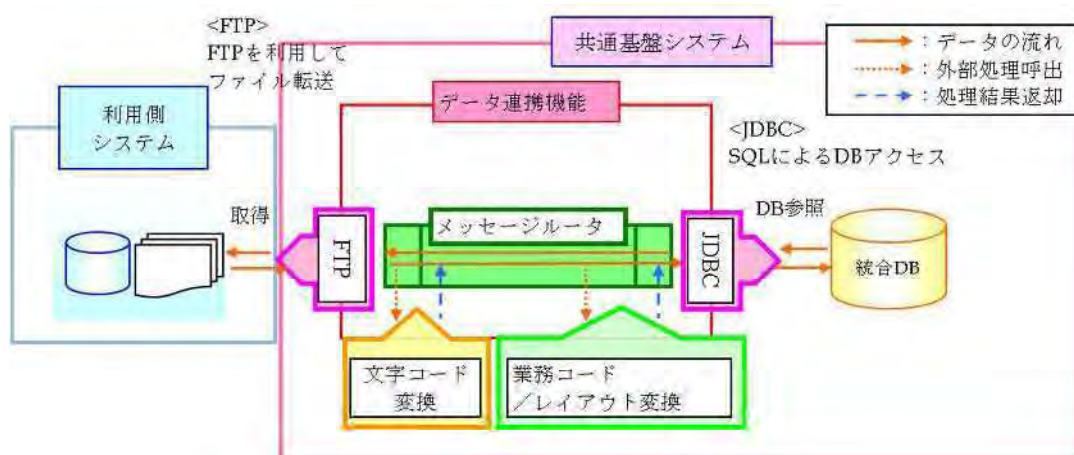 <FTP>
FTPを利用して
ファイル転送
共通基盤システム
：データの流れ
：外部処理呼出
：処理結果返却
利用側
システム
データ連携機能
<JDBC>
SQLによるDBアクセス
取得
FTP
メッセージルータ
JDBC
DB参照
統合DB
文字コード
変換
業務コード
／レイアウト変換